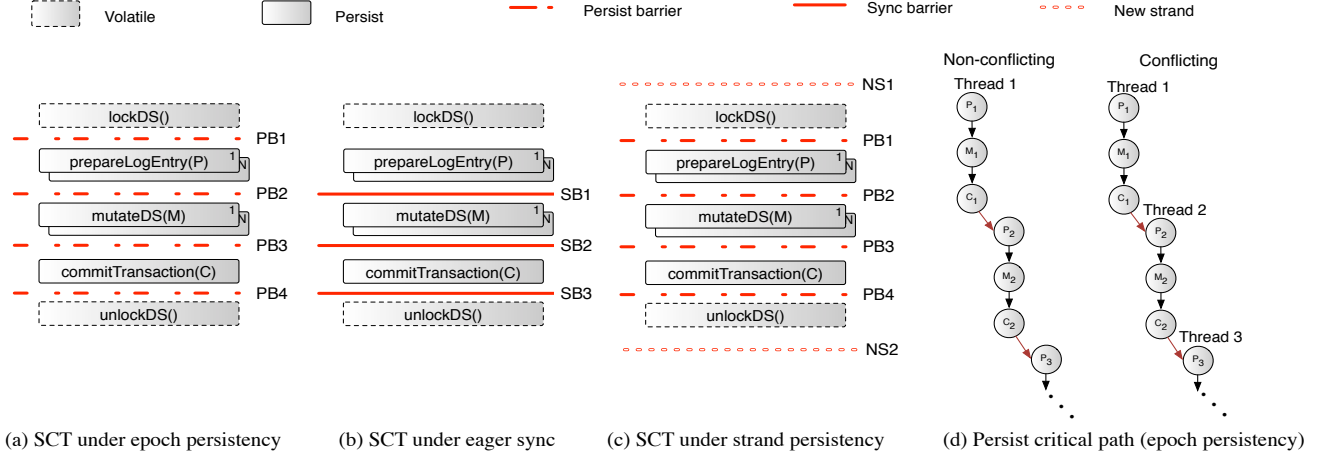 Volatile
Persist
Persist barrier
Sync barrier
New strand
lockDS()
PB1
prepareLogEntry(P)
1
N
PB2
mutateDS(M)
1
N
PB3
commitTransaction(C)
PB4
unlockDS()
(a) SCT under epoch persistency
lockDS()
prepareLogEntry(P)
1
N
SB1
mutateDS(M)
1
N
SB2
commitTransaction(C)
SB3
unlockDS()
(b) SCT under eager sync
NS1
lockDS()
PB1
prepareLogEntry(P)
1
N
PB2
mutateDS(M)
1
N
PB3
commitTransaction(C)
PB4
unlockDS()
NS2
(c) SCT under strand persistency
Non-conflicting
Thread 1
P1
M1
C1
P2
M2
C2
P3
Conflicting
Thread 1
P1
M1
C1
Thread 2
P2
M2
C2
Thread 3
P3
(d) Persist critical path (epoch persistency)